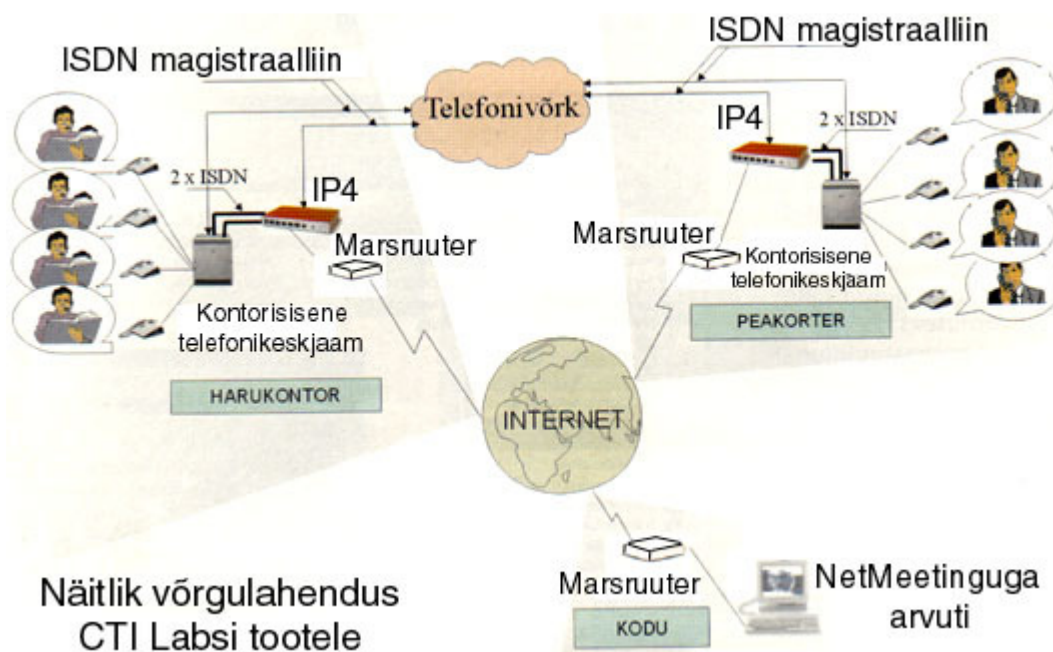 ISDN magistraalliin
ISDN magistraalliin
Telefonivõrk
IP4
2 x ISDN
2 x ISDN
IP4
Marsruuter
Marsruuter
Kontorisisene
telefonikeskjaam
Kontorisisene
telefonikeskjaam
PEAKORTER
HARUKONTOR
INTERNET
Marsruuter
NetMeetinguga
arvuti
KODU
Näitlik võrgulahendus
CTI Labsi tootele